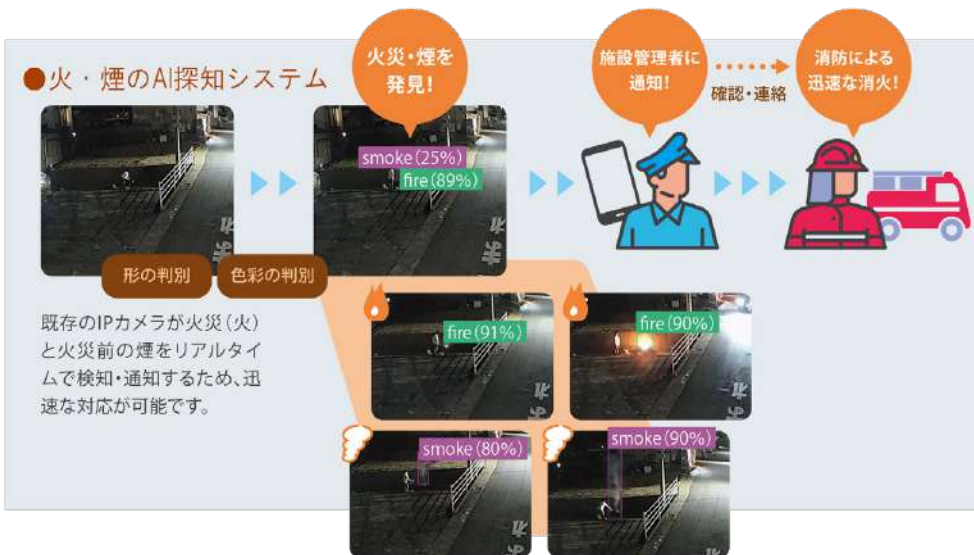 ●火・煙のAI探知システム
火災・煙を
発見!
施設管理者に
通知!
確認・連絡
消防による
迅速な消火!
smoke(25%)
fire(89%)
形の判別
色彩の判別
既存のIPカメラが火災(火)
と火災前の煙をリアルタイ
ムで検知・通知するため、迅
速な対応が可能です。
fire(91%)
fire(90%)
smoke(80%)
smoke(90%)